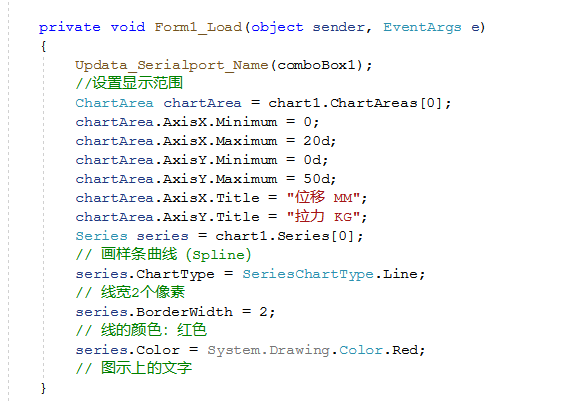 private void Form1_Load(object sender, EventArgs e)
{
Updata_Serialport_Name(comboBox1);
//设置显示范围
ChartArea chartArea = chart1.ChartAreas[0];
chartArea.AxisX.Minimum = 0;
chartArea.AxisX.Maximum = 20d;
chartArea.AxisY.Minimum = 0d;
chartArea.AxisY.Maximum = 50d;
chartArea.AxisX.Title = "位移 MM";
chartArea.AxisY.Title = "拉力 KG";
Series series = chart1.Series[0];
// 画样条曲线（Spline）
series.ChartType = SeriesChartType.Line;
// 线宽2个像素
series.BorderWidth = 2;
// 线的颜色：红色
series.Color = System.Drawing.Color.Red;
// 图示上的文字
}